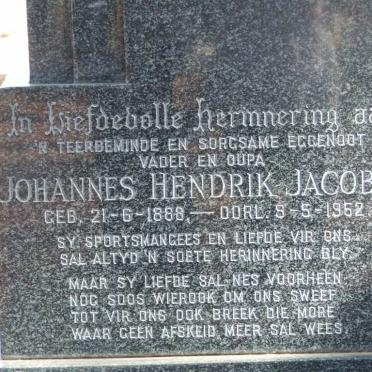 In Liefdevolle Herinnering aa
'N TEERBEMINDE EN SORGSAME EGGENOOT
VADER EN OUPA
JOHANNES HENDRIK JACOB
GEB. 21-6-1888 — OORL. 5-5-1952
SY SPORTSMANGEES EN LIEFDE VIR ONS
SAL ALTYD 'N SOETE HERINNERING BLY.
MAAR SY LIEFDE SAL NES VOORHEEN
NOG SOOS WIEROOK OM ONS SWEEF
TOT VIR ONS OOK BREEK DIE MôRE
WAAR GEEN AFSKEID MEER SAL WEES